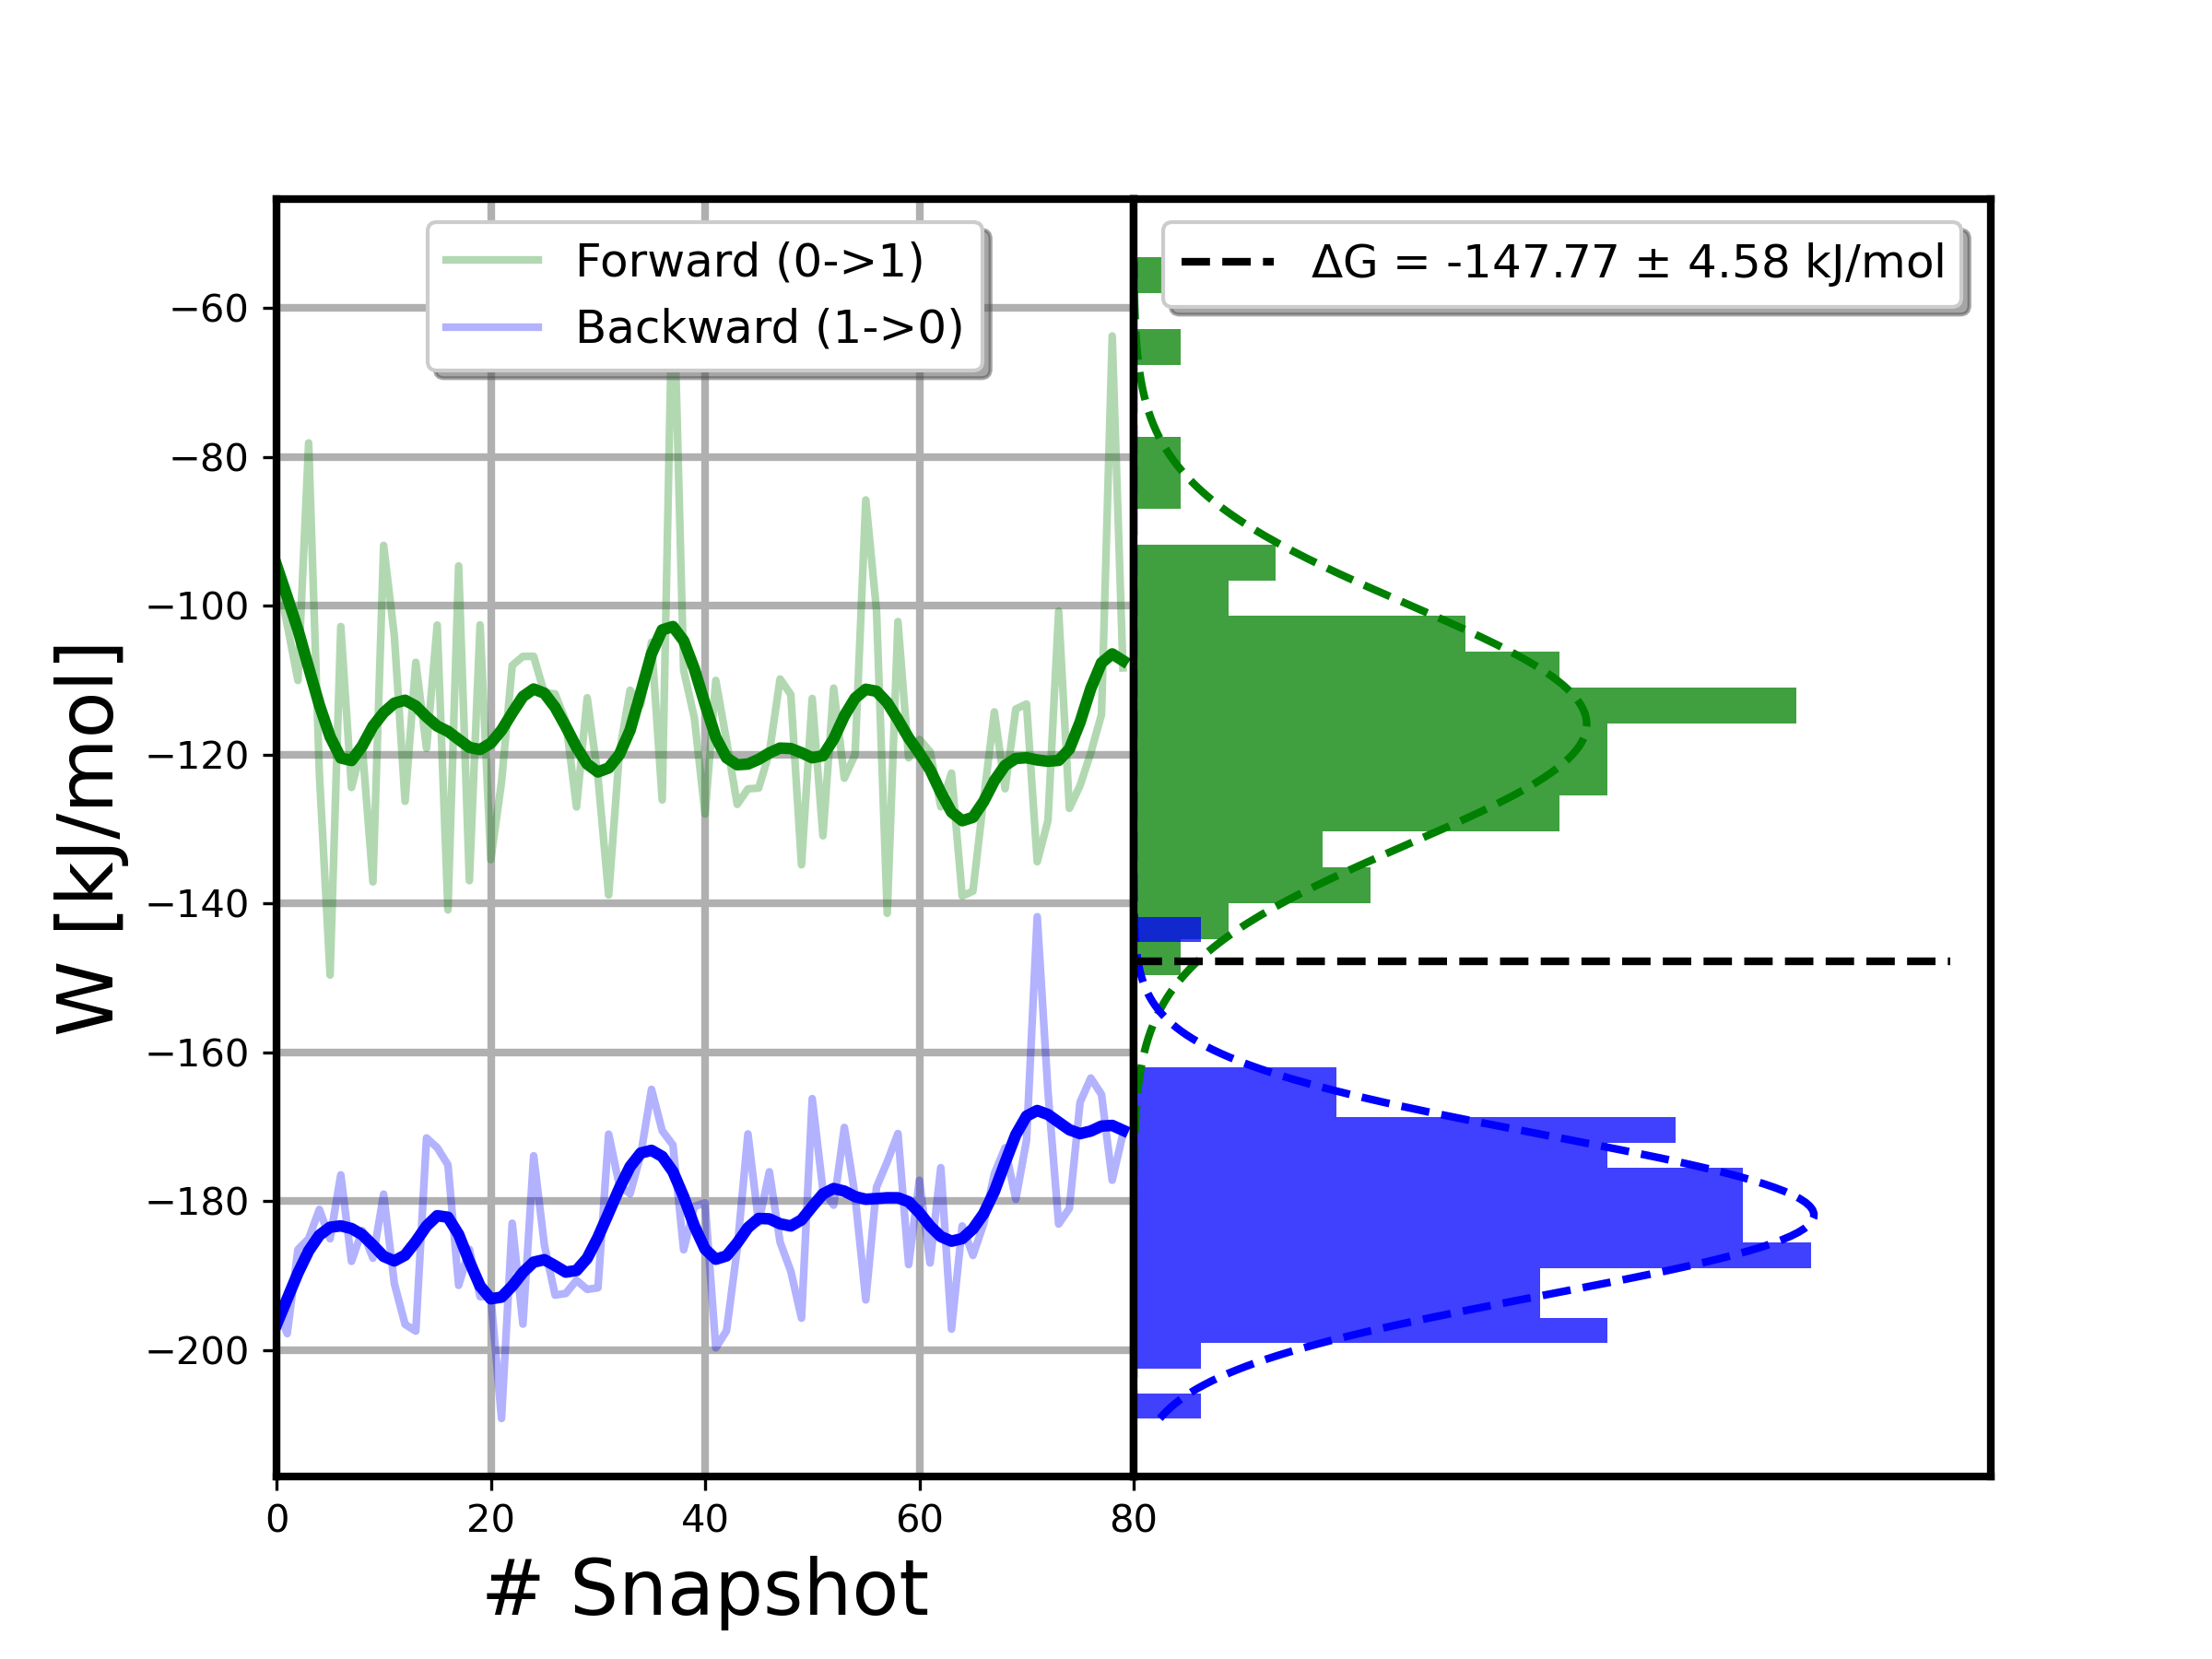 Forward (0->1)
Backward (1->0)
ΔG = -147.77 ± 4.58 kJ/mol
W [kJ/mol]
−60
−80
−100
−120
−140
−160
−180
−200
0 20 40 60 80
# Snapshot